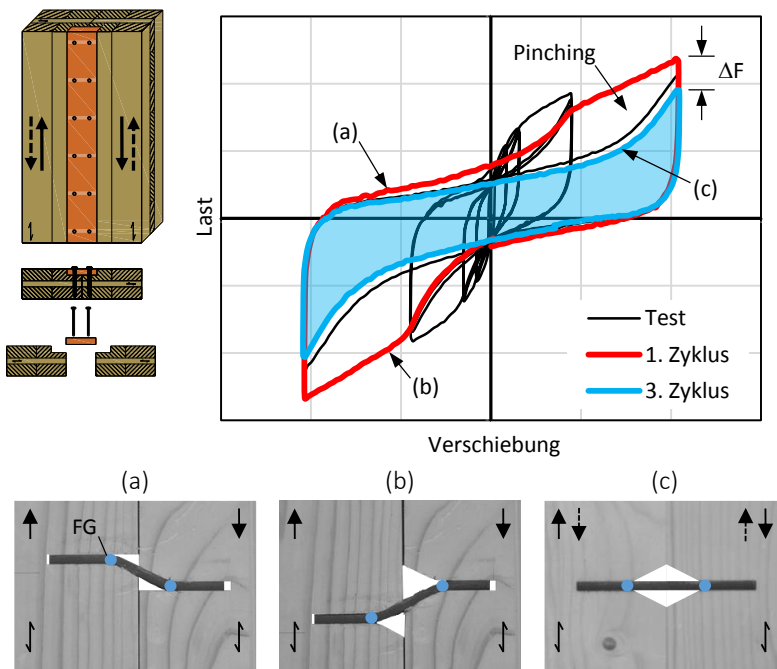 Pinching
ΔF
(a)
(c)
Last
Test
1. Zyklus
3. Zyklus
(b)
Verschiebung
(a)
(b)
(c)
FG